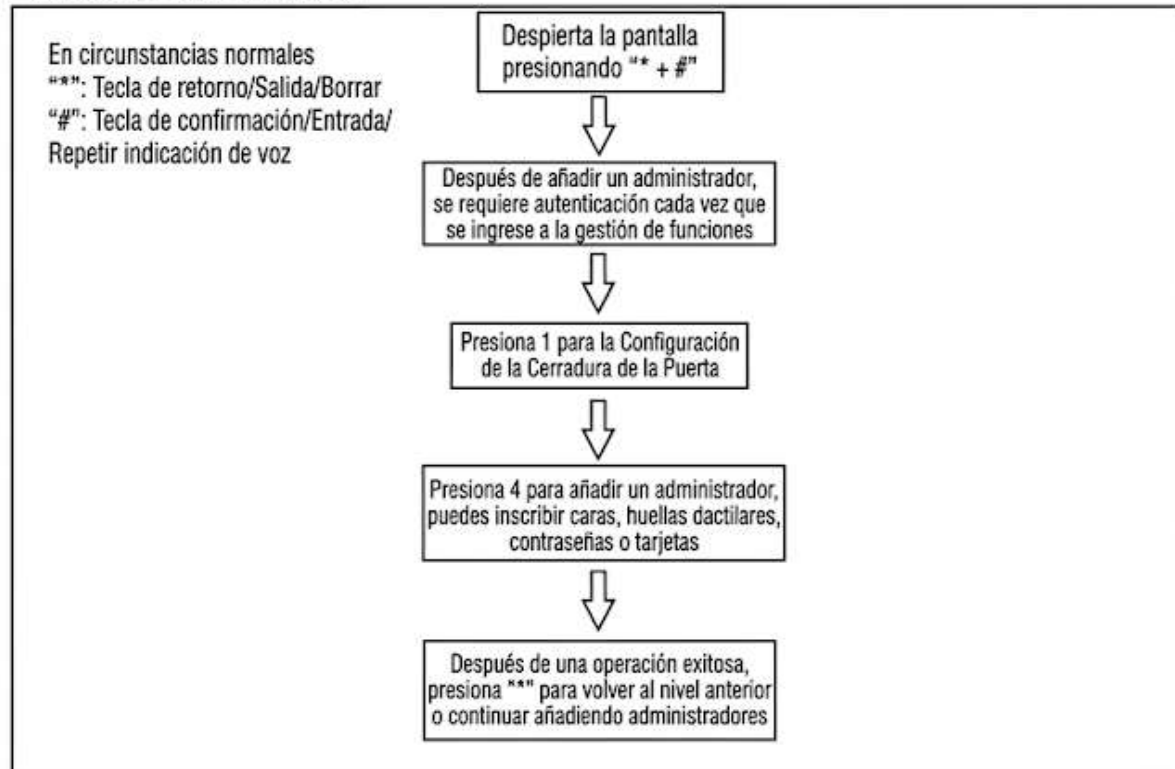 En circunstancias normales
“*”: Tecla de retorno/Salida/Borrar
“#”: Tecla de confirmación/Entrada/
Repetir indicación de voz
Despierta la pantalla
presionando “* + #”
Después de añadir un administrador,
se requiere autenticación cada vez que
se ingrese a la gestión de funciones
Presiona 1 para la Configuración
de la Cerradura de la Puerta
Presiona 4 para añadir un administrador,
puedes inscribir caras, huellas dactilares,
contraseñas o tarjetas
Después de una operación exitosa,
presiona "*" para volver al nivel anterior
o continuar añadiendo administradores